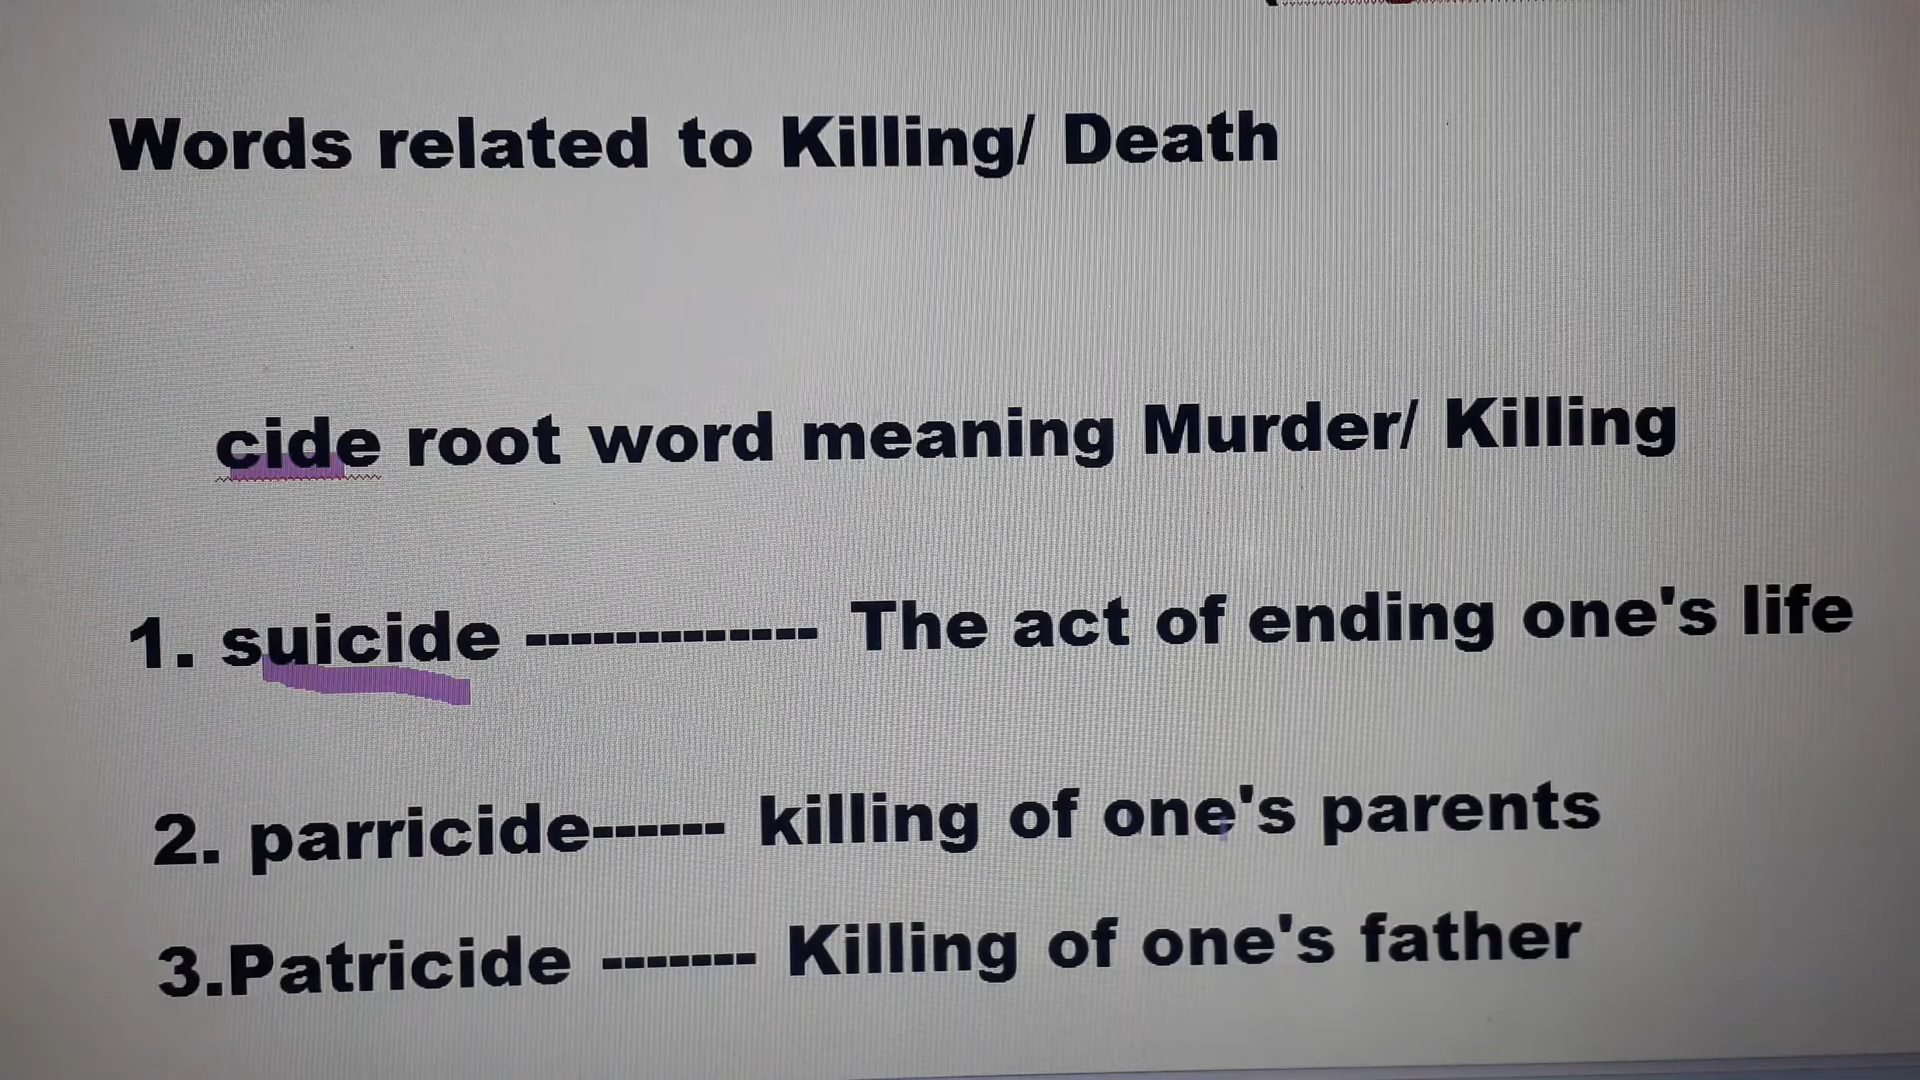 Words related to Killing/ Death
cide root word meaning Murder/ Killing
1. suicide ------------- The act of ending one's life
2. parricide------ killing of one's parents
3.Patricide ------- Killing of one's father